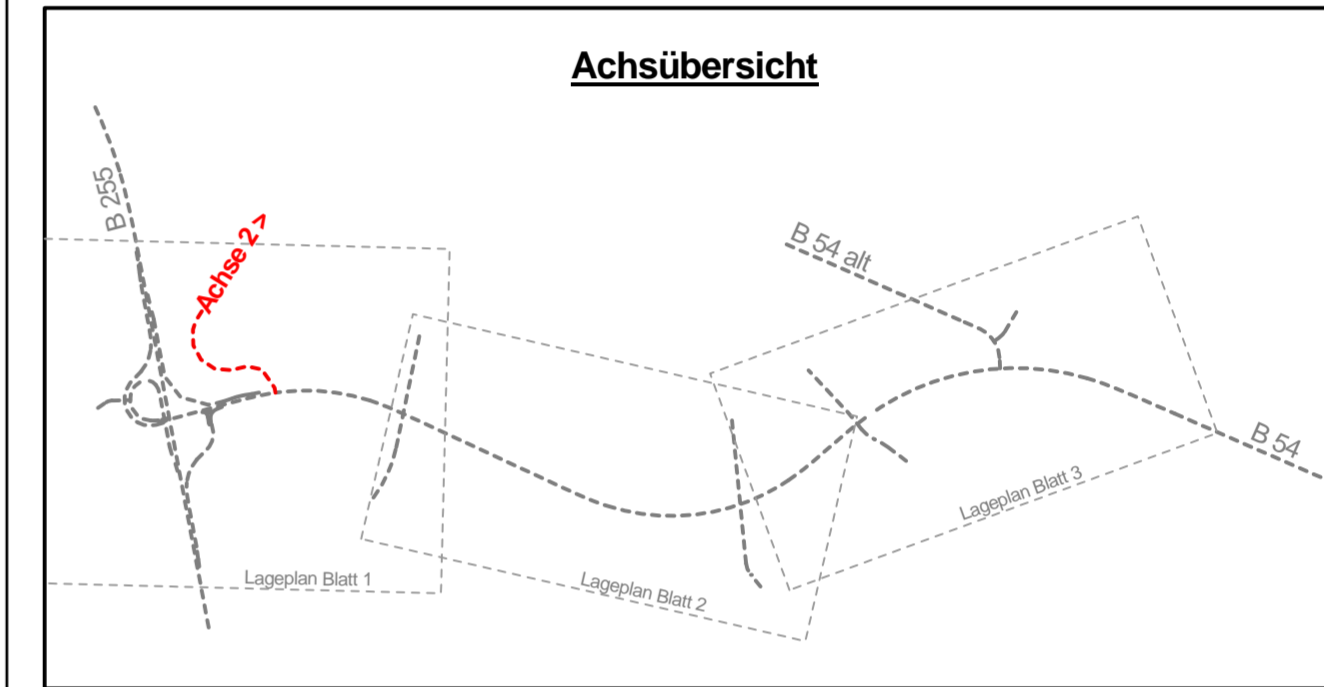 Achsübersicht
B 255
Achse 2 >
B 54 alt
B 54
Lageplan Blatt 3
Lageplan Blatt 1
Lageplan Blatt 2